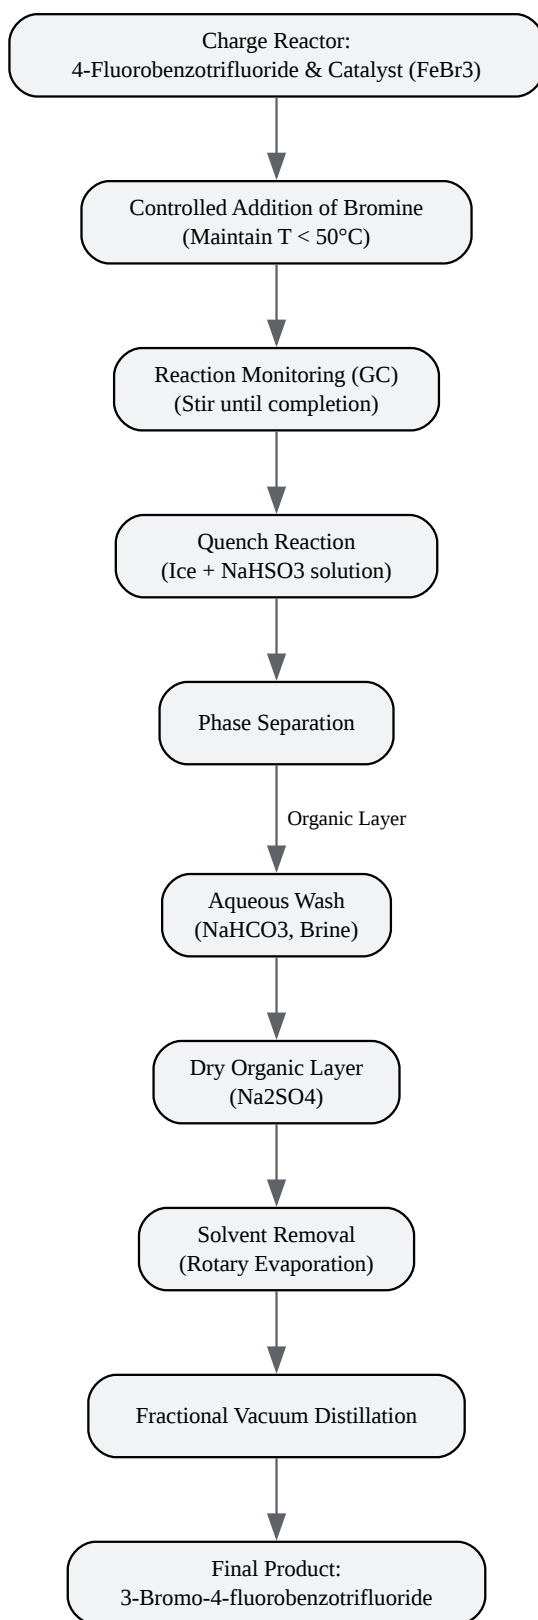 Charge Reactor:
4-Fluorobenzotrifluoride & Catalyst (FeBr3)
Controlled Addition of Bromine
(Maintain T < 50°C)
Reaction Monitoring (GC)
(Stir until completion)
Quench Reaction
(Ice + NaHSO3 solution)
Phase Separation
Organic Layer
Aqueous Wash
(NaHCO3, Brine)
Dry Organic Layer
(Na2SO4)
Solvent Removal
(Rotary Evaporation)
Fractional Vacuum Distillation
Final Product:
3-Bromo-4-fluorobenzotrifluoride